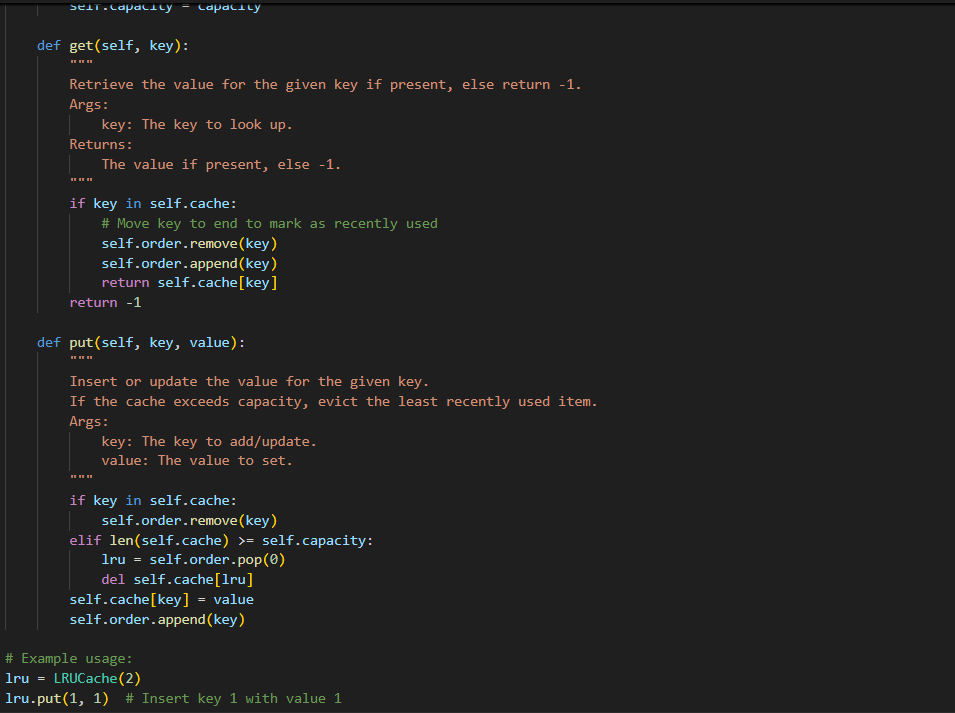 self.capacity = capacity
    def get(self, key):
        """
        Retrieve the value for the given key if present, else return -1.
        Args:
            key: The key to look up.
        Returns:
            The value if present, else -1.
        """
        if key in self.cache:
            # Move key to end to mark as recently used
            self.order.remove(key)
            self.order.append(key)
            return self.cache[key]
        return -1
    def put(self, key, value):
        """
        Insert or update the value for the given key.
        If the cache exceeds capacity, evict the least recently used item.
        Args:
            key: The key to add/update.
            value: The value to set.
        """
        if key in self.cache:
            self.order.remove(key)
        elif len(self.cache) >= self.capacity:
            lru = self.order.pop(0)
            del self.cache[lru]
        self.cache[key] = value
        self.order.append(key)
# Example usage:
lru = LRUCache(2)
lru.put(1, 1)  # Insert key 1 with value 1